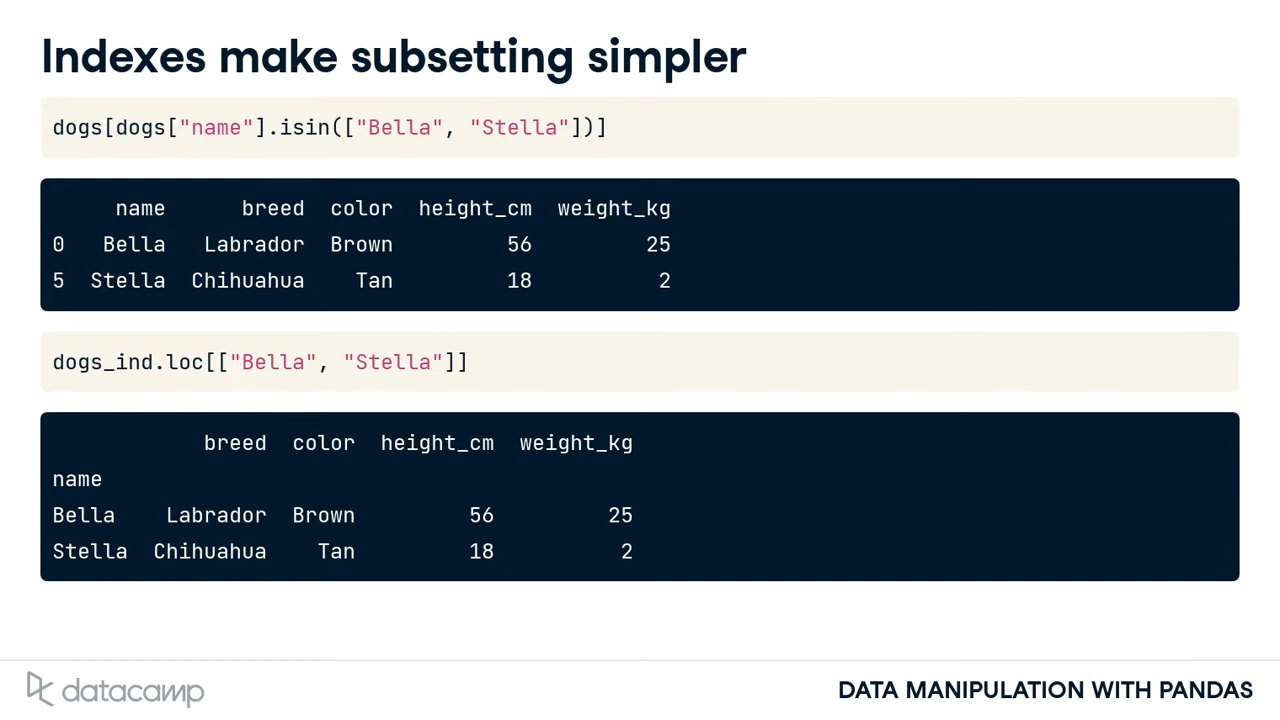 Indexes make subsetting simpler
dogs[dogs["name"].isin(["Bella", "Stella"])]
     name      breed  color  height_cm  weight_kg
0   Bella   Labrador  Brown         56         25
5  Stella  Chihuahua    Tan         18          2
dogs_ind.loc[["Bella", "Stella"]]
            breed  color  height_cm  weight_kg
name
Bella    Labrador  Brown         56         25
Stella  Chihuahua    Tan         18          2
datacamp
DATA MANIPULATION WITH PANDAS